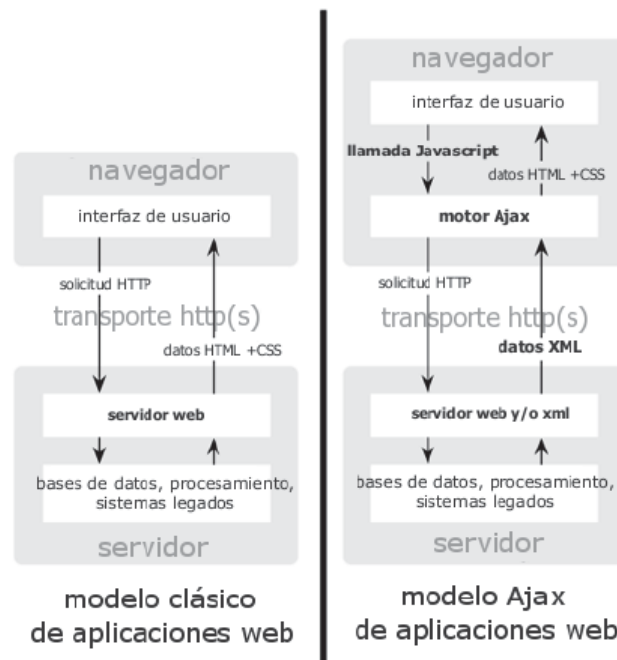 navegador
interfaz de usuario
solicitud HTTP
transporte http(s)
datos HTML +CSS
servidor web
bases de datos, procesamiento,
sistemas legados
servidor
modelo clásico
de aplicaciones web
navegador
interfaz de usuario
llamada Javascript
datos HTML +CSS
motor Ajax
solicitud HTTP
transporte http(s)
datos XML
servidor web y/o xml
bases de datos, procesamiento,
sistemas legados
servidor
modelo Ajax
de aplicaciones web